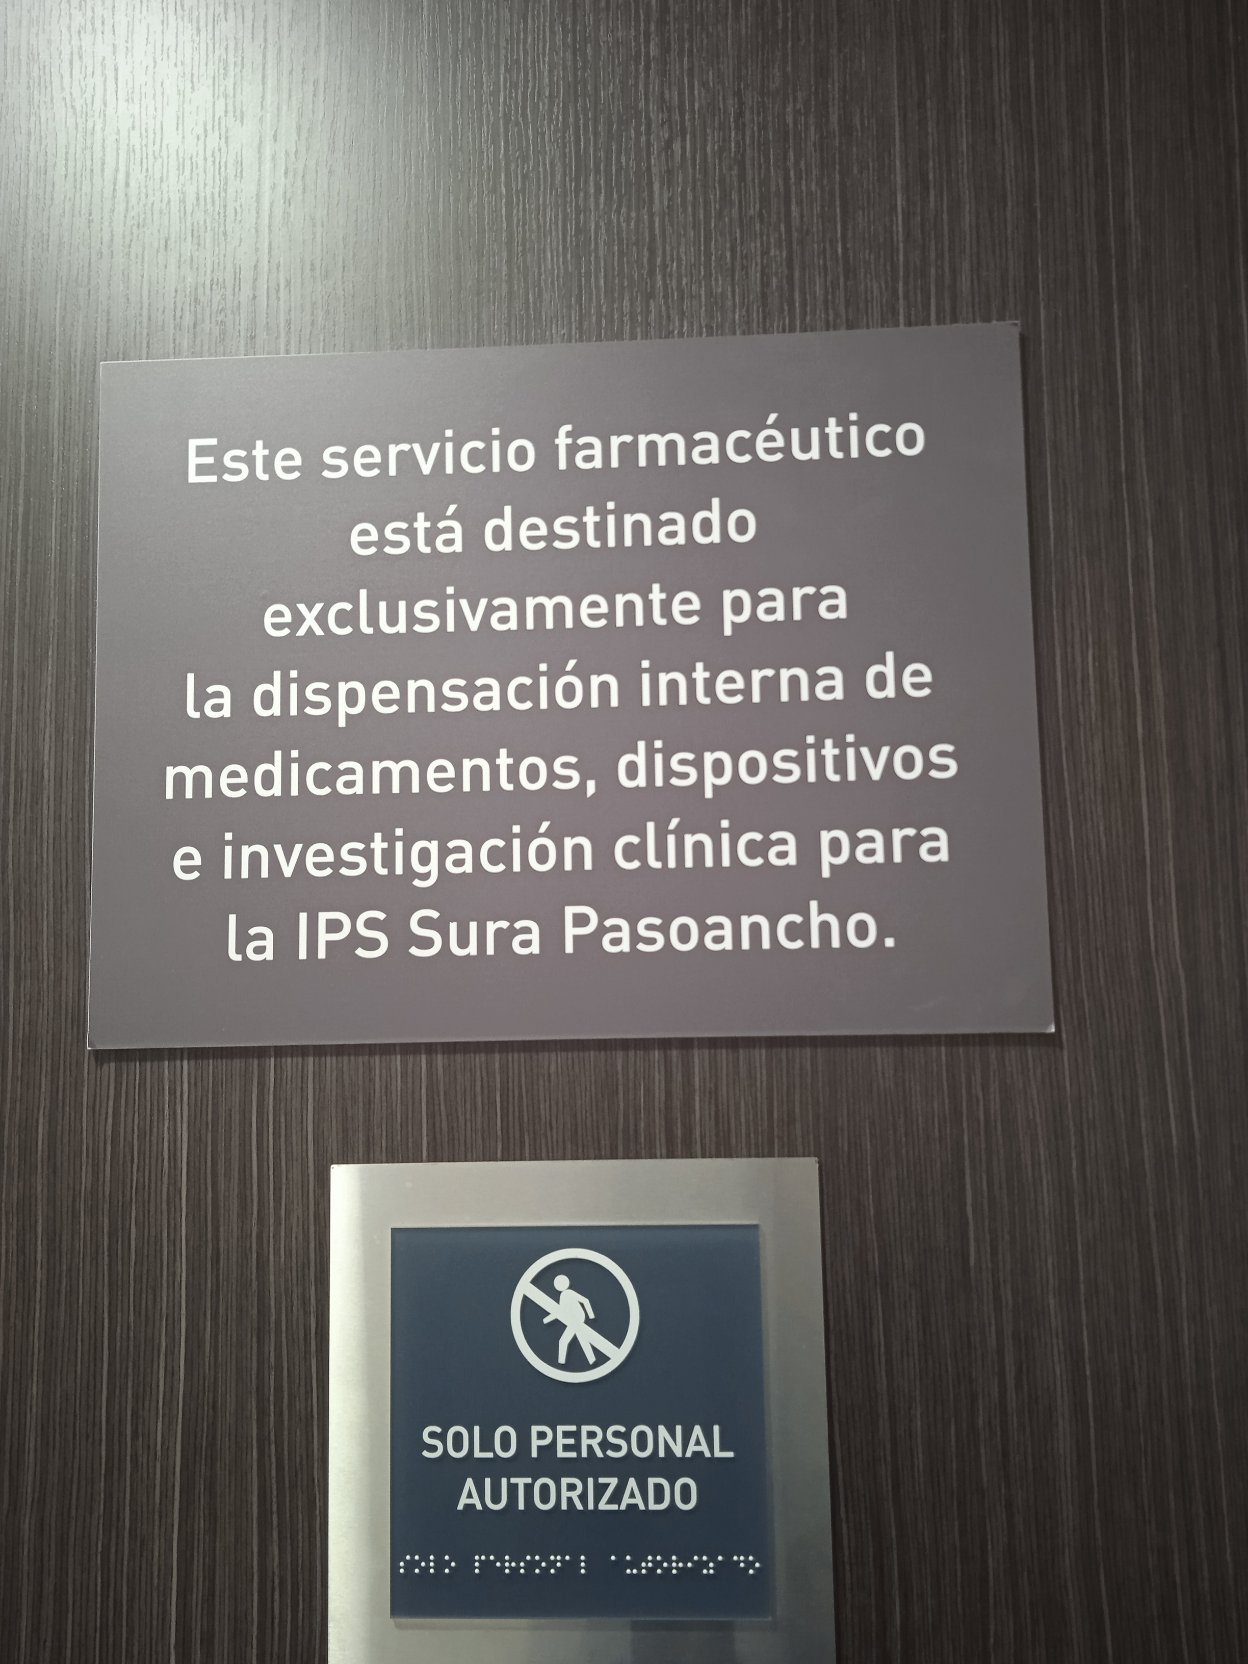 Este servicio farmacéutico
está destinado
exclusivamente para
la dispensación interna de
medicamentos, dispositivos
e investigación clínica para
la IPS Sura Pasoancho.
SOLO PERSONAL
AUTORIZADO
⠎⠕⠇⠕ ⠏⠑⠗⠎⠕⠝⠁⠇ ⠁⠥⠞⠕⠗⠊⠵⠁⠙⠕